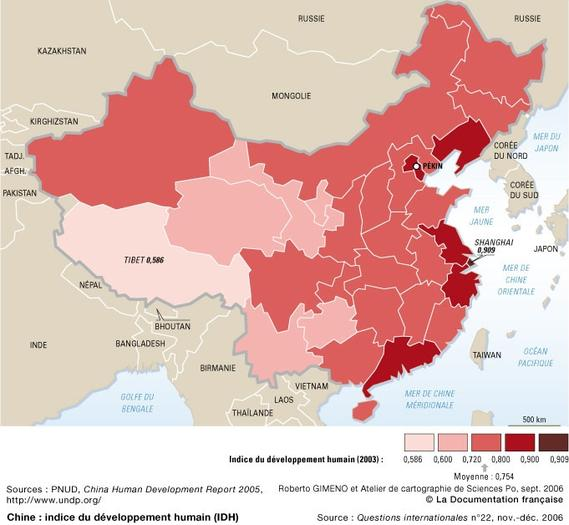 RUSSIE
RUSSIE
KAZAKHSTAN
MONGOLIE
KIRGHIZSTAN
TADJ.
AFGH.
PAKISTAN
CORÉE
DU NORD
MER DU
JAPON
PÉKIN
CORÉE
DU SUD
MER
JAUNE
JAPON
SHANGHAI
0,909
TIBET 0,586
MER DE
CHINE
ORIENTALE
NÉPAL
BHOUTAN
INDE
BANGLADESH
BIRMANIE
TAIWAN
OCÉAN
PACIFIQUE
VIETNAM
LAOS
THAÏLANDE
GOLFE DU
BENGALE
MER DE CHINE
MÉRIDIONALE
500 km
Indice du développement humain (2003) :
0,586 0,600 0,720 0,800 0,900 0,909
Moyenne : 0,754
Sources : PNUD, China Human Development Report 2005,
http://www.undp.org/
Roberto GIMENO et Atelier de cartographie de Sciences Po, sept. 2006
© La Documentation française
Chine : indice du développement humain (IDH)
Source : Questions internationales n°22, nov.-déc. 2006